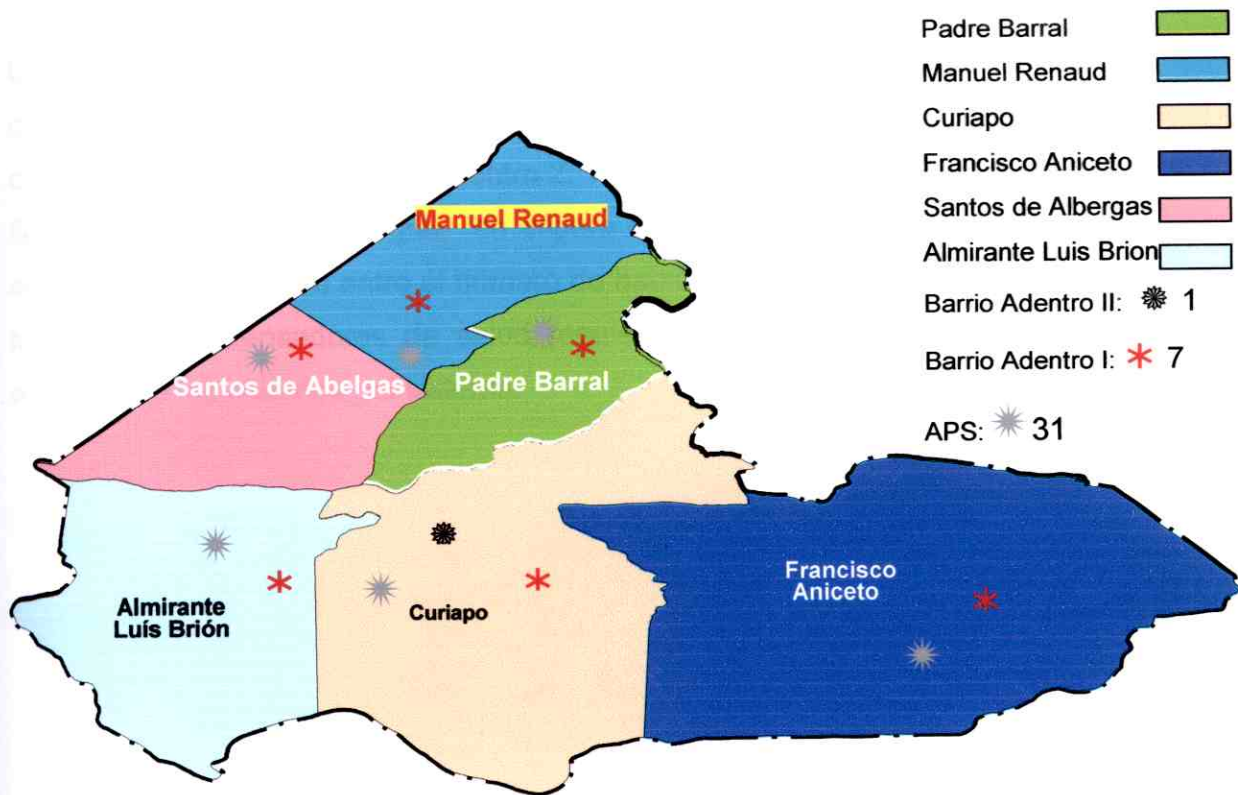 Padre Barral
Manuel Renaud
Curiapo
Francisco Aniceto
Santos de Albergas
Almirante Luis Brion
Barrio Adentro II: 1
Barrio Adentro I: 7
APS: 31
Manuel Renaud
Santos de Abelgas
Padre Barral
Almirante
Luís Brión
Curiapo
Francisco
Aniceto